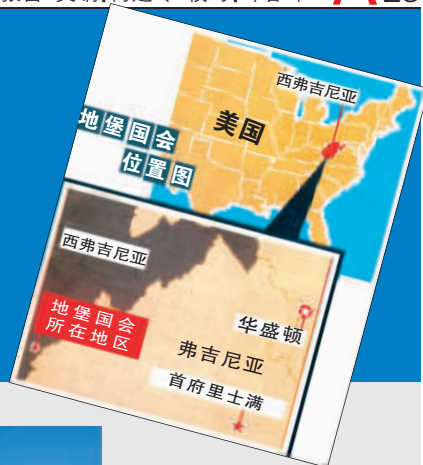 西弗吉尼亚
美国
地堡国会
位置图
西弗吉尼亚
地堡国会
所在地区
华盛顿
弗吉尼亚
首府里士满